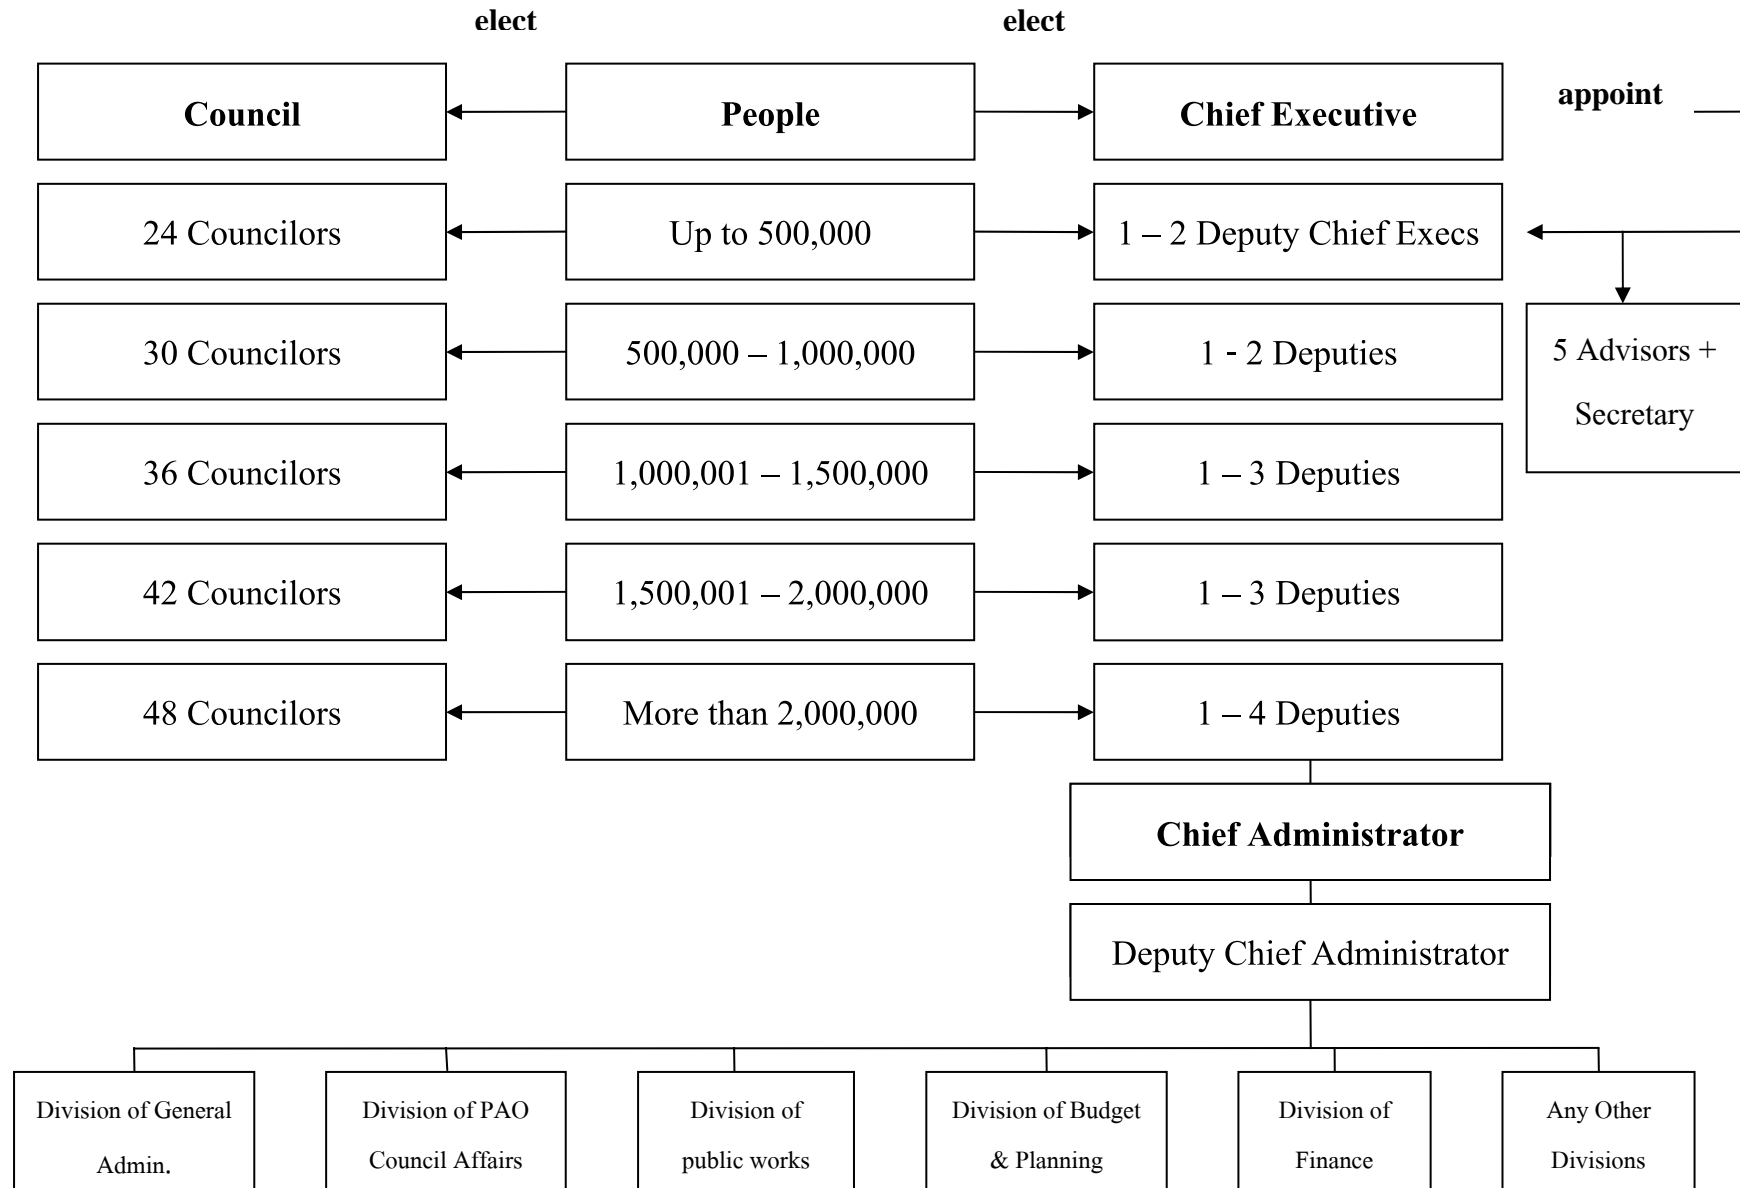 elect elect
Council People Chief Executive appoint
24 Councilors Up to 500,000 1 – 2 Deputy Chief Execs
30 Councilors 500,000 – 1,000,000 1 - 2 Deputies 5 Advisors +
Secretary
36 Councilors 1,000,001 – 1,500,000 1 – 3 Deputies
42 Councilors 1,500,001 – 2,000,000 1 – 3 Deputies
48 Councilors More than 2,000,000 1 – 4 Deputies
Chief Administrator
Deputy Chief Administrator
Division of General
Admin.
Division of PAO
Council Affairs
Division of
public works
Division of Budget
& Planning
Division of
Finance
Any Other
Divisions